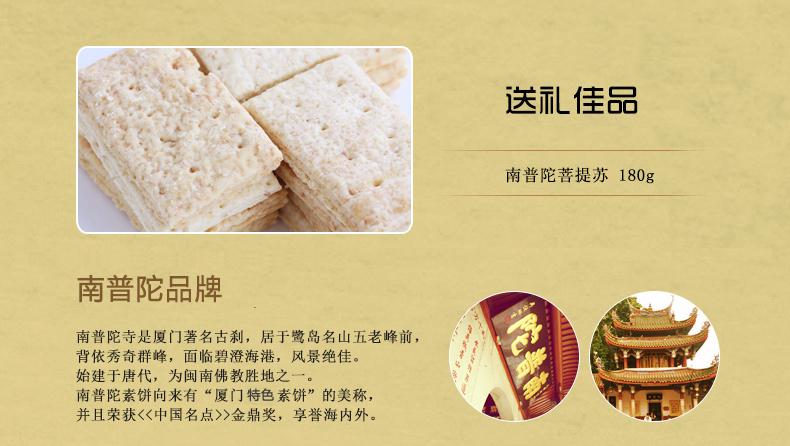 送礼佳品
南普陀菩提苏 180g
南普陀品牌
南普陀寺是厦门著名古刹，居于鹭岛名山五老峰前，
背依秀奇群峰，面临碧澄海港，风景绝佳。
始建于唐代，为闽南佛教胜地之一。
南普陀素饼向来有“厦门特色素饼”的美称，
并且荣获<<中国名点>>金鼎奖，享誉海内外。
陀普南